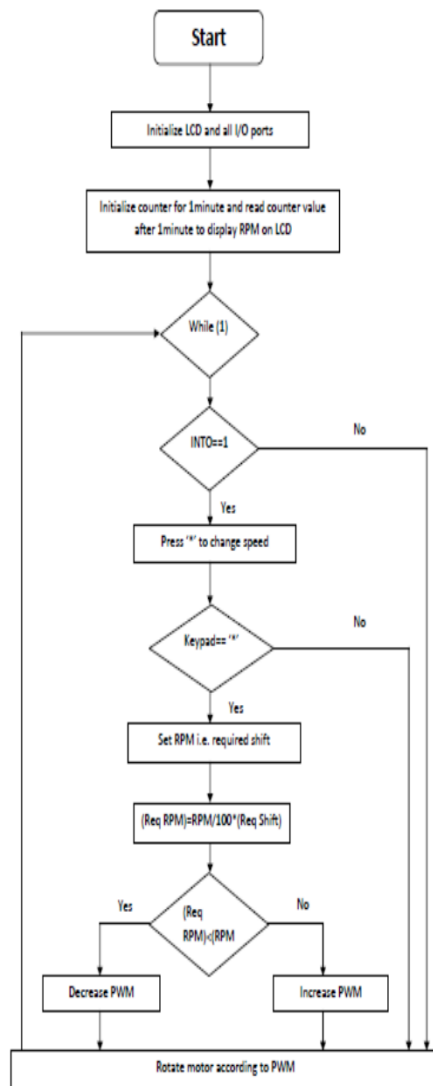 Start
Initialize LCD and all I/O ports
Initialize counter for 1minute and read counter value
after 1minute to display RPM on LCD
While (1)
INTO==1
No
Yes
Press '*' to change speed
Keypad== '*'
No
Yes
Set RPM i.e. required shift
(Req RPM)=RPM/100*(Req Shift)
Yes
(Req
RPM)<(RPM
No
Decrease PWM
Increase PWM
Rotate motor according to PWM